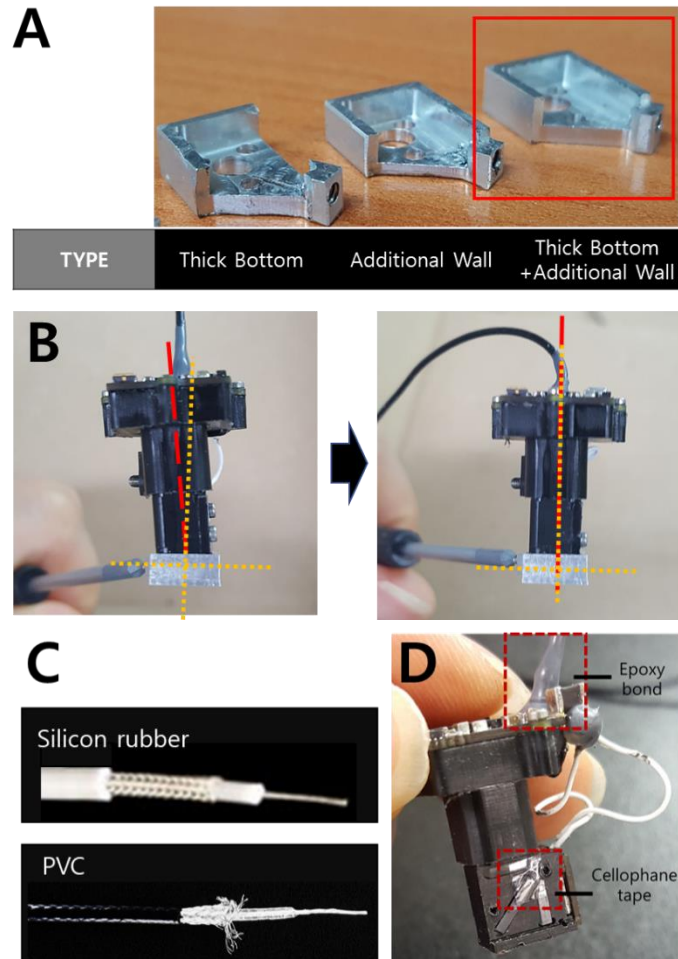 A
TYPE
Thick Bottom
Additional Wall
Thick Bottom
+Additional Wall
B
C
Silicon rubber
PVC
D
Epoxy
bond
Cellophane
tape